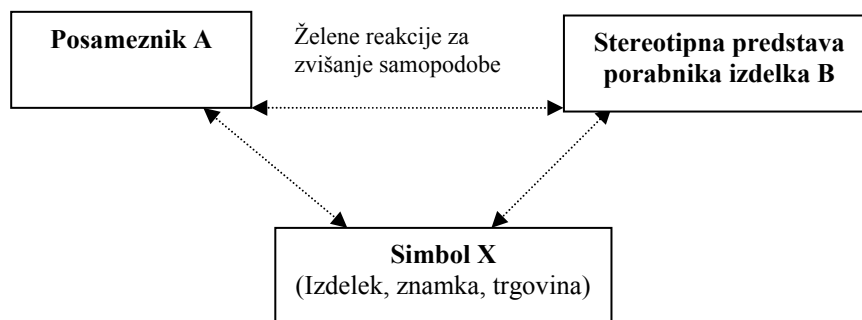 Posameznik A
Želene reakcije za
zvišanje samopodobe
Stereotipna predstava
porabnika izdelka B
Simbol X
(Izdelek, znamka, trgovina)